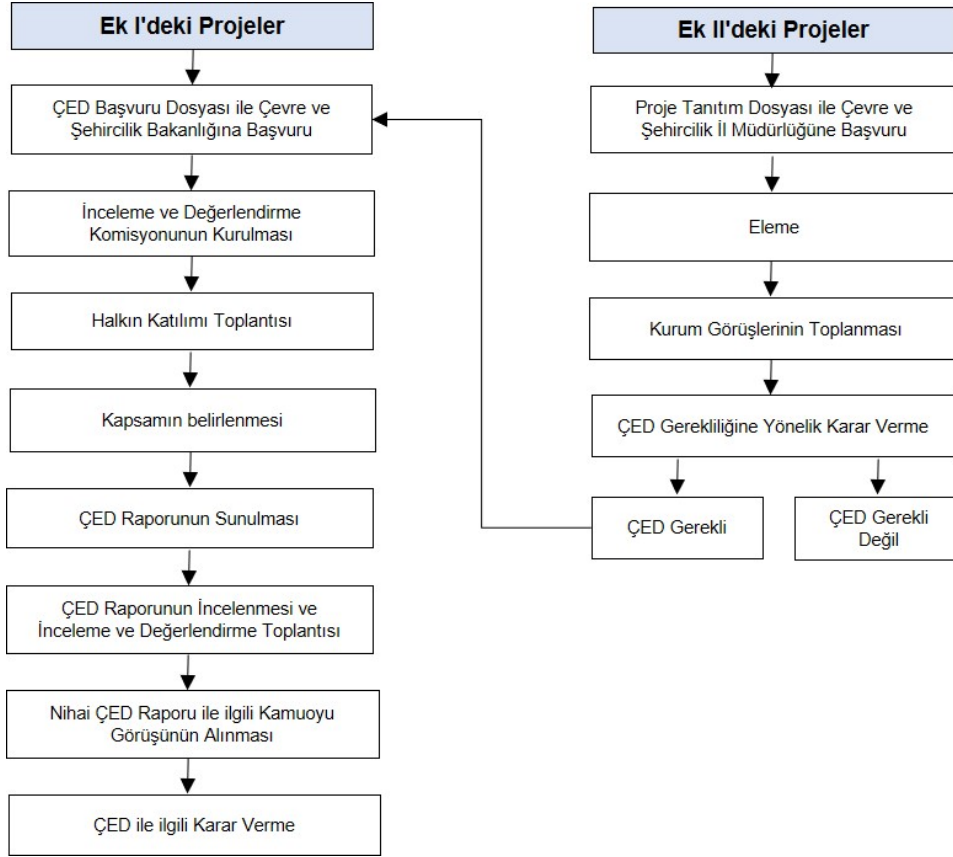 Ek I'deki Projeler
ÇED Başvuru Dosyası ile Çevre ve
Şehircilik Bakanlığına Başvuru
İnceleme ve Değerlendirme
Komisyonunun Kurulması
Halkın Katılımı Toplantısı
Kapsamın belirlenmesi
ÇED Raporunun Sunulması
ÇED Raporunun İncelenmesi ve
İnceleme ve Değerlendirme Toplantısı
Nihai ÇED Raporu ile ilgili Kamuoyu
Görüşünün Alınması
ÇED ile ilgili Karar Verme
Ek II'deki Projeler
Proje Tanıtım Dosyası ile Çevre ve
Şehircilik İl Müdürlüğüne Başvuru
Eleme
Kurum Görüşlerinin Toplanması
ÇED Gerekliliğine Yönelik Karar Verme
ÇED Gerekli
ÇED Gerekli
Değil